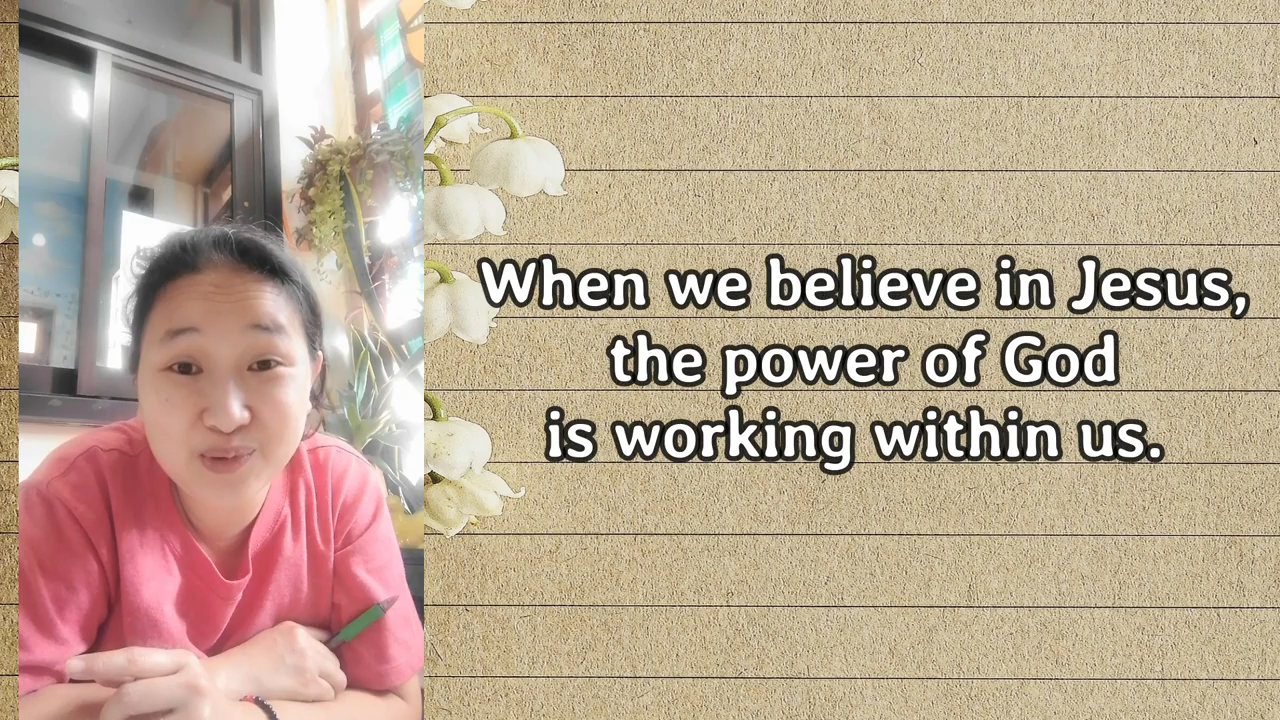 When we believe in Jesus,
the power of God
is working within us.